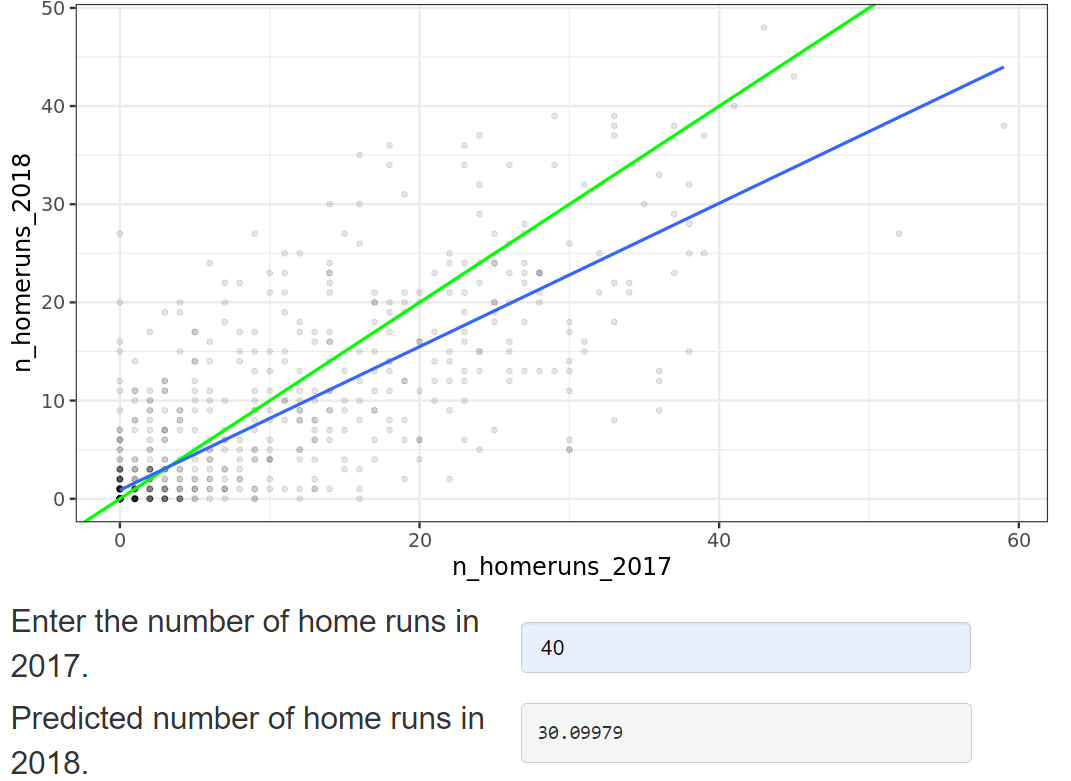 50
40
30
20
10
0
n_homeruns_2018
0 20 40 60
n_homeruns_2017
Enter the number of home runs in
2017.
40
Predicted number of home runs in
2018.
30.09979